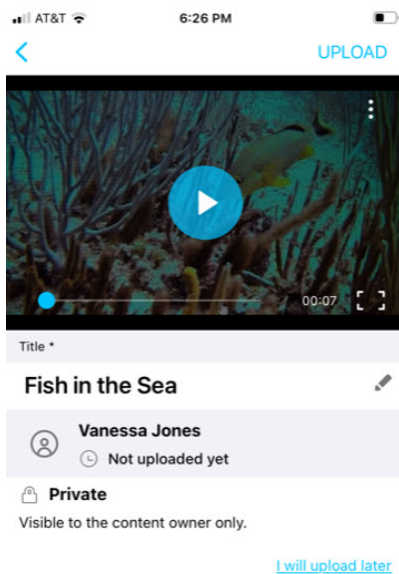 AT&T 6:26 PM
UPLOAD
00:07
Title *
Fish in the Sea
Vanessa Jones
Not uploaded yet
Private
Visible to the content owner only.
I will upload later